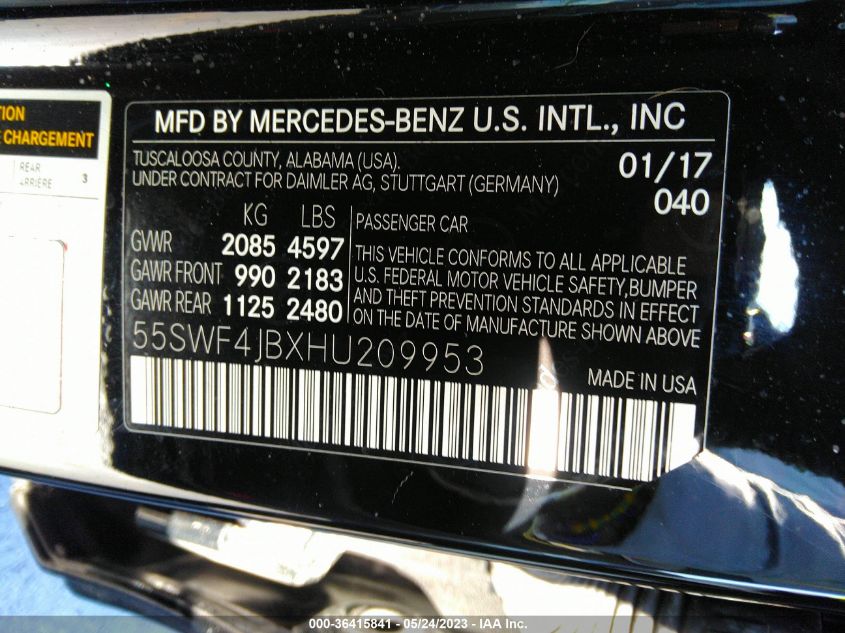 TION
E CHARGEMENT
REAR
ARRIÈRE 3
MFD BY MERCEDES-BENZ U.S. INTL., INC
TUSCALOOSA COUNTY, ALABAMA (USA).
UNDER CONTRACT FOR DAIMLER AG, STUTTGART (GERMANY)
01/17
040
KG LBS
GVWR 2085 4597
GAWR FRONT 990 2183
GAWR REAR 1125 2480
PASSENGER CAR
THIS VEHICLE CONFORMS TO ALL APPLICABLE
U.S. FEDERAL MOTOR VEHICLE SAFETY,BUMPER
AND THEFT PREVENTION STANDARDS IN EFFECT
ON THE DATE OF MANUFACTURE SHOWN ABOVE
55SWF4JBXHU209953
MADE IN USA
000-36415841 - 05/24/2023 - IAA Inc.